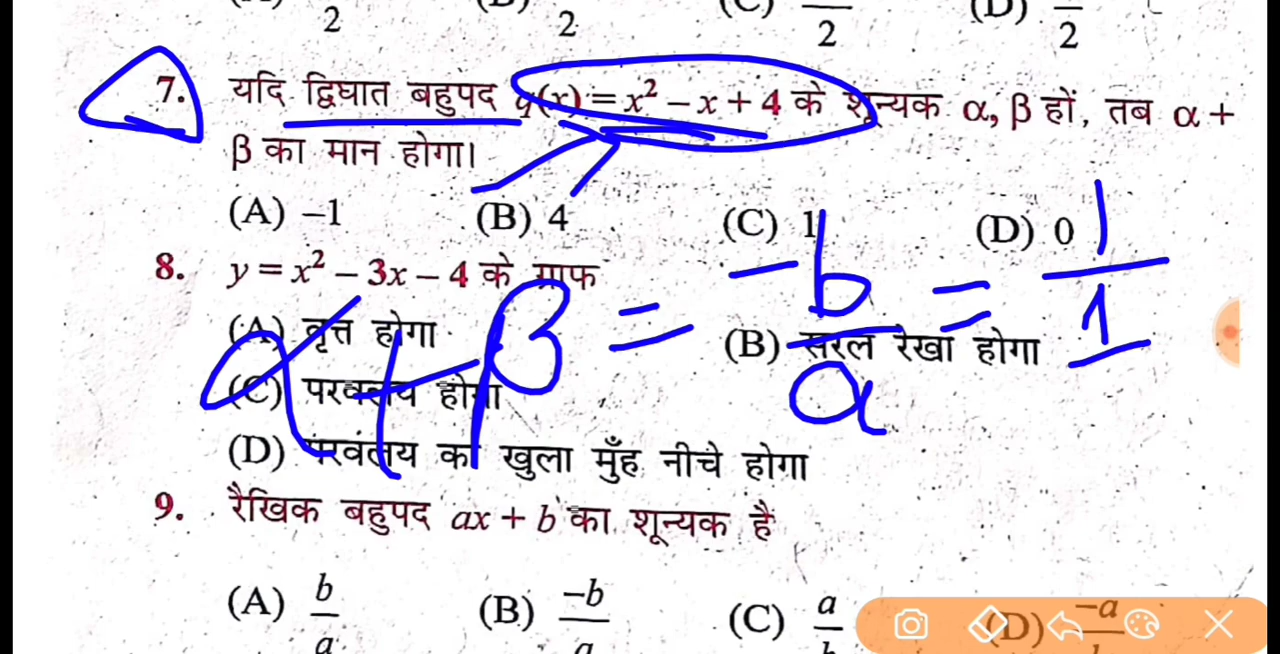 2 2 2 2
7. यदि द्विघात बहुपद q(x) = x² – x + 4 के शून्यक α, β हों, तब α +
β का मान होगा।
(A) –1 (B) 4 (C) 1 (D) 0
8. y = x² – 3x – 4 के ग्राफ
(A) वृत्त होगा (B) सरल रेखा होगा
(C) परवलय होगा
(D) परवलय का खुला मुँह नीचे होगा
α + β = –b/a = 1/1
9. रैखिक बहुपद ax + b का शून्यक है
(A) b/a (B) –b/a (C) a/b (D) –a/b